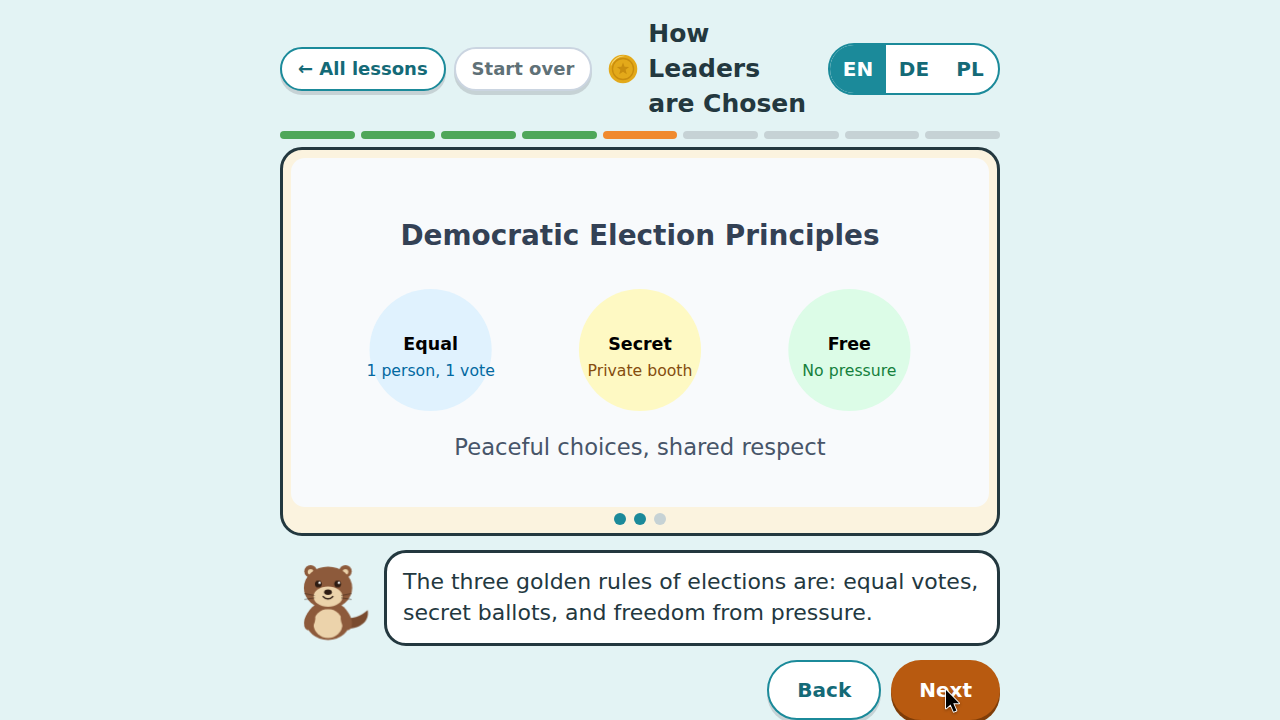 ← All lessons
Start over
How
Leaders
are Chosen
EN
DE
PL
Democratic Election Principles
Equal
1 person, 1 vote
Secret
Private booth
Free
No pressure
Peaceful choices, shared respect
The three golden rules of elections are: equal votes,
secret ballots, and freedom from pressure.
Back
Next